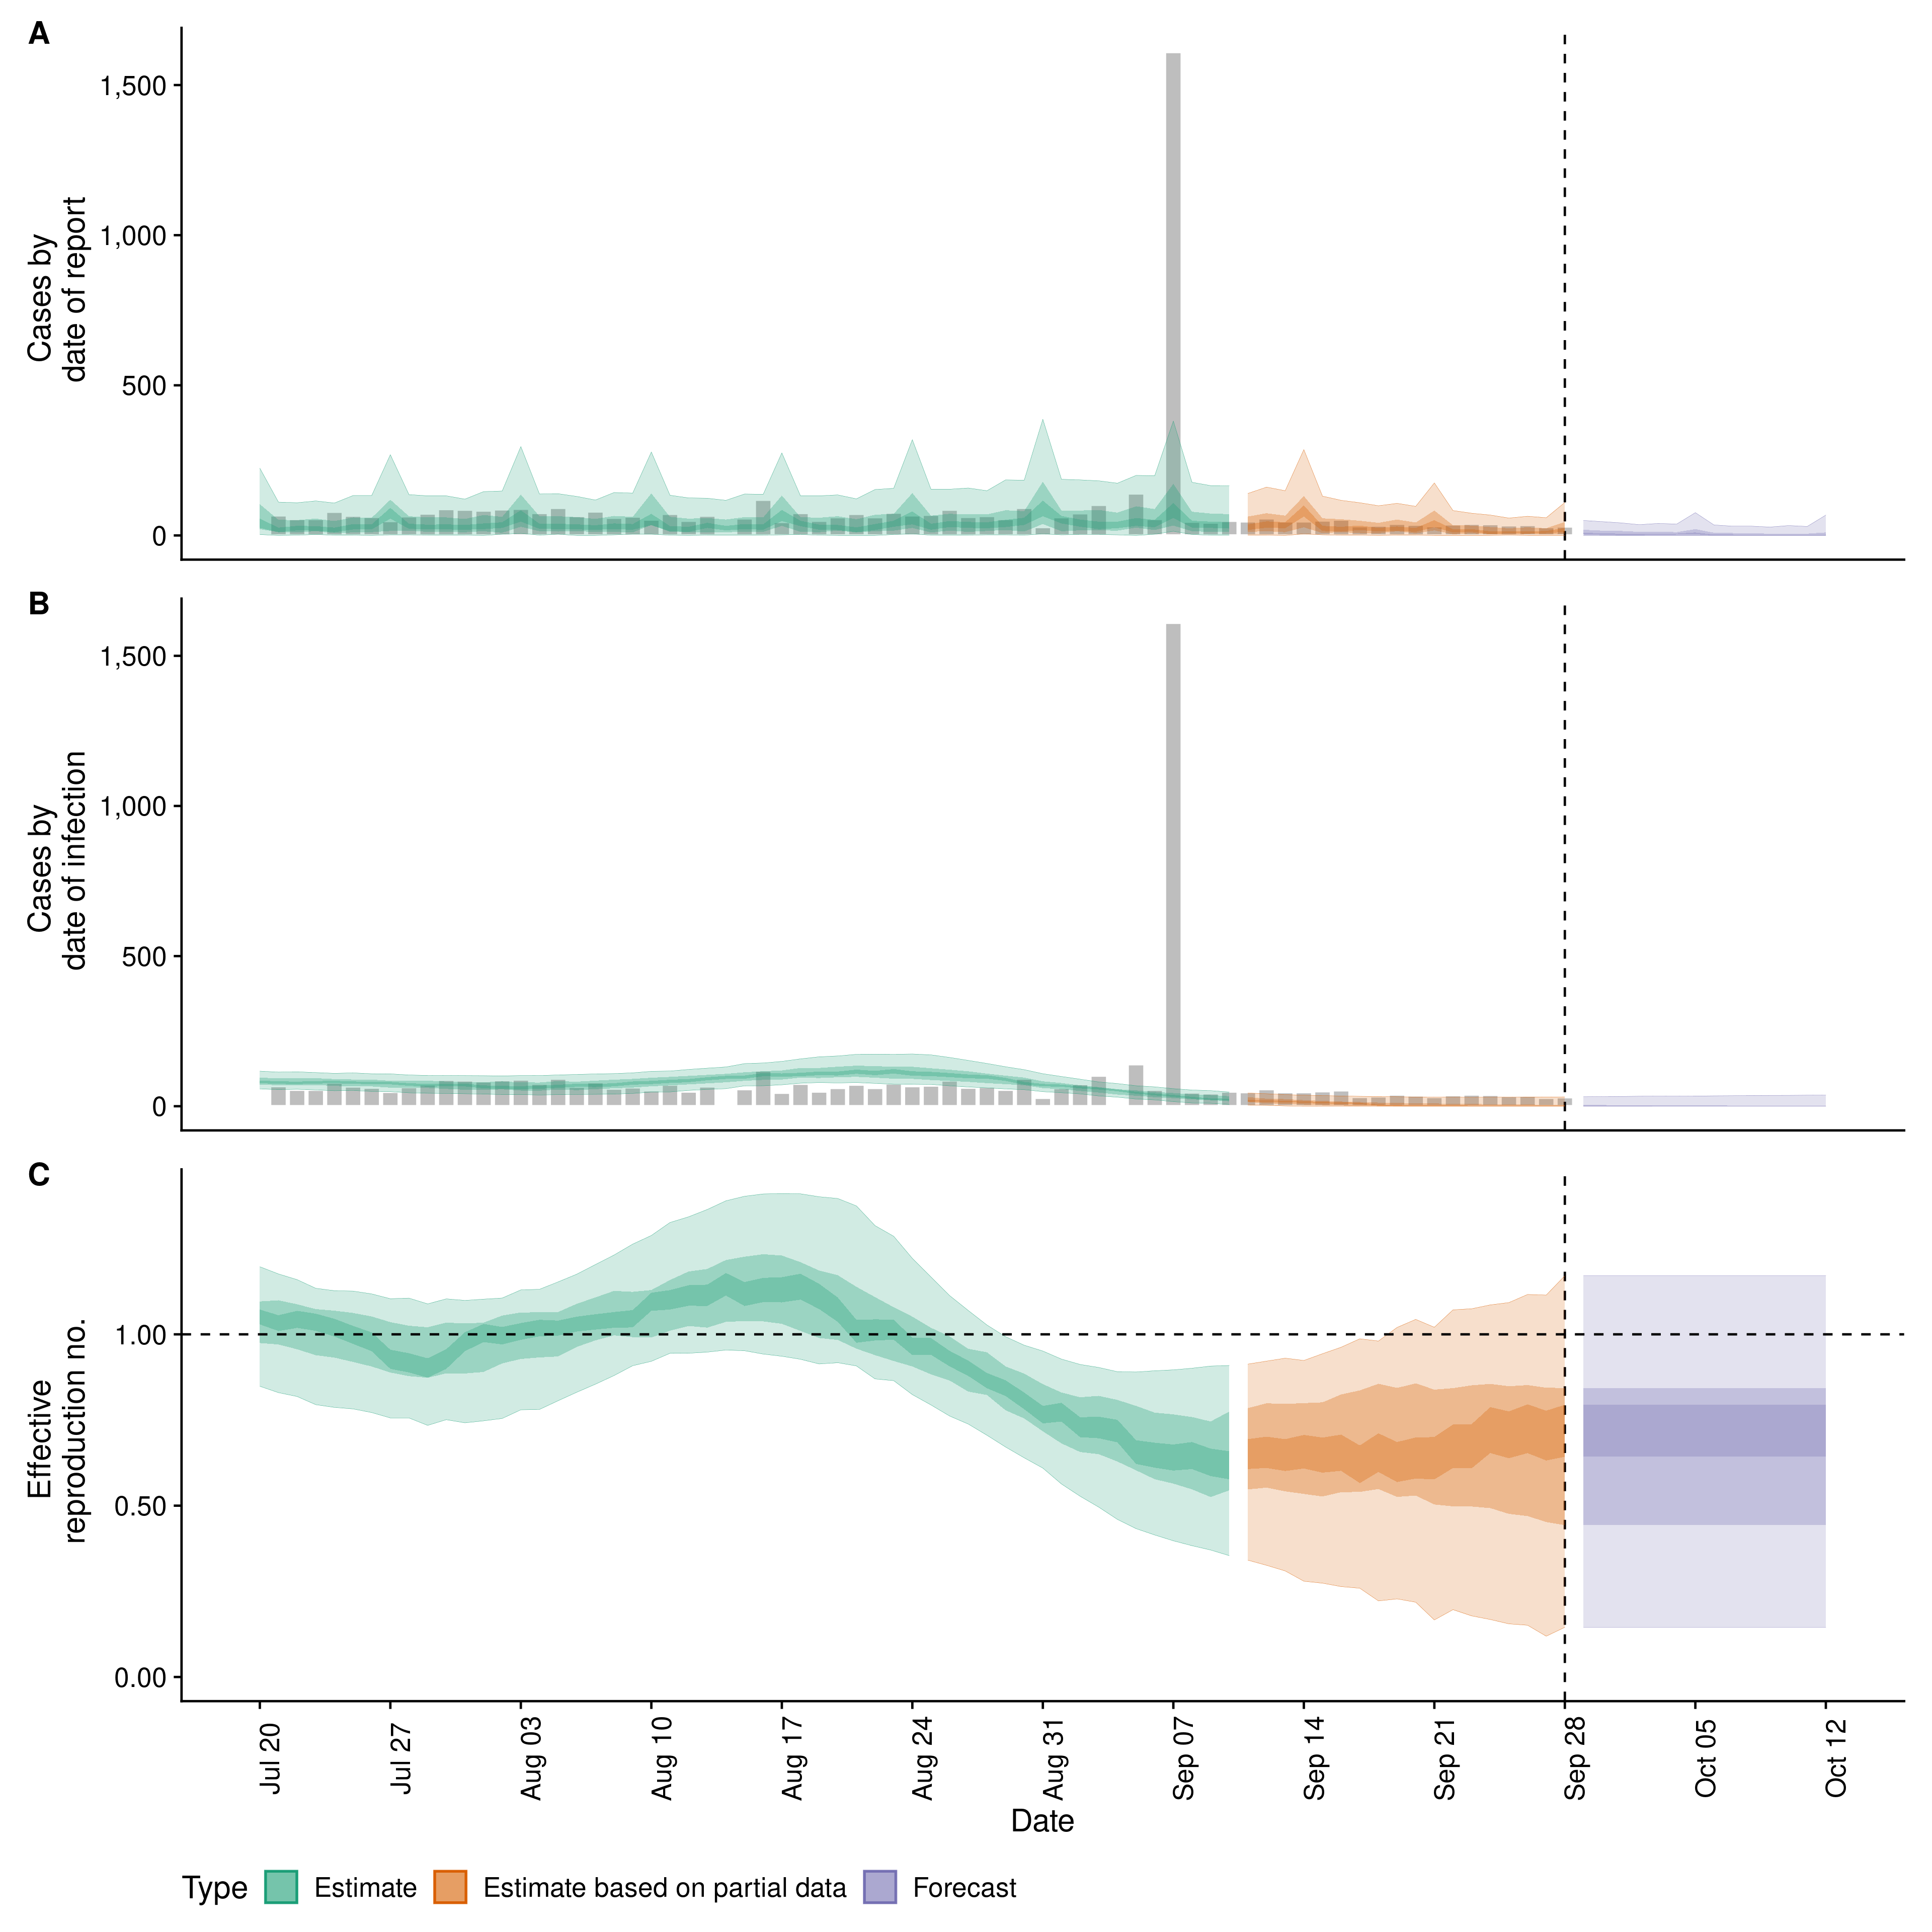 A
1,500
1,000
500
0
Cases by
date of report
B
1,500
1,000
500
0
Cases by
date of infection
C
1.00
0.50
0.00
Effective
reproduction no.
Jul 20
Jul 27
Aug 03
Aug 10
Aug 17
Aug 24
Aug 31
Sep 07
Sep 14
Sep 21
Sep 28
Oct 05
Oct 12
Date
Type Estimate Estimate based on partial data Forecast